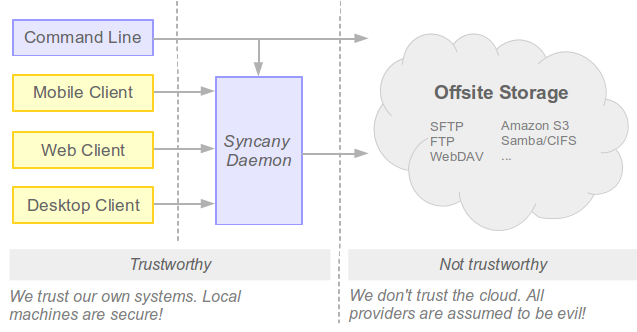 Command Line
Mobile Client
Web Client
Desktop Client
Syncany
Daemon
Offsite Storage
SFTP
FTP
WebDAV
Amazon S3
Samba/CIFS
...
Trustworthy
We trust our own systems. Local
machines are secure!
Not trustworthy
We don't trust the cloud. All
providers are assumed to be evil!